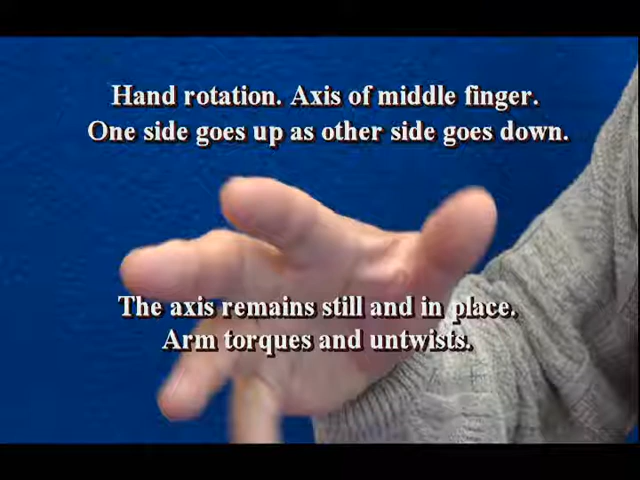 Hand rotation. Axis of middle finger.
One side goes up as other side goes down.
The axis remains still and in place.
Arm torques and untwists.